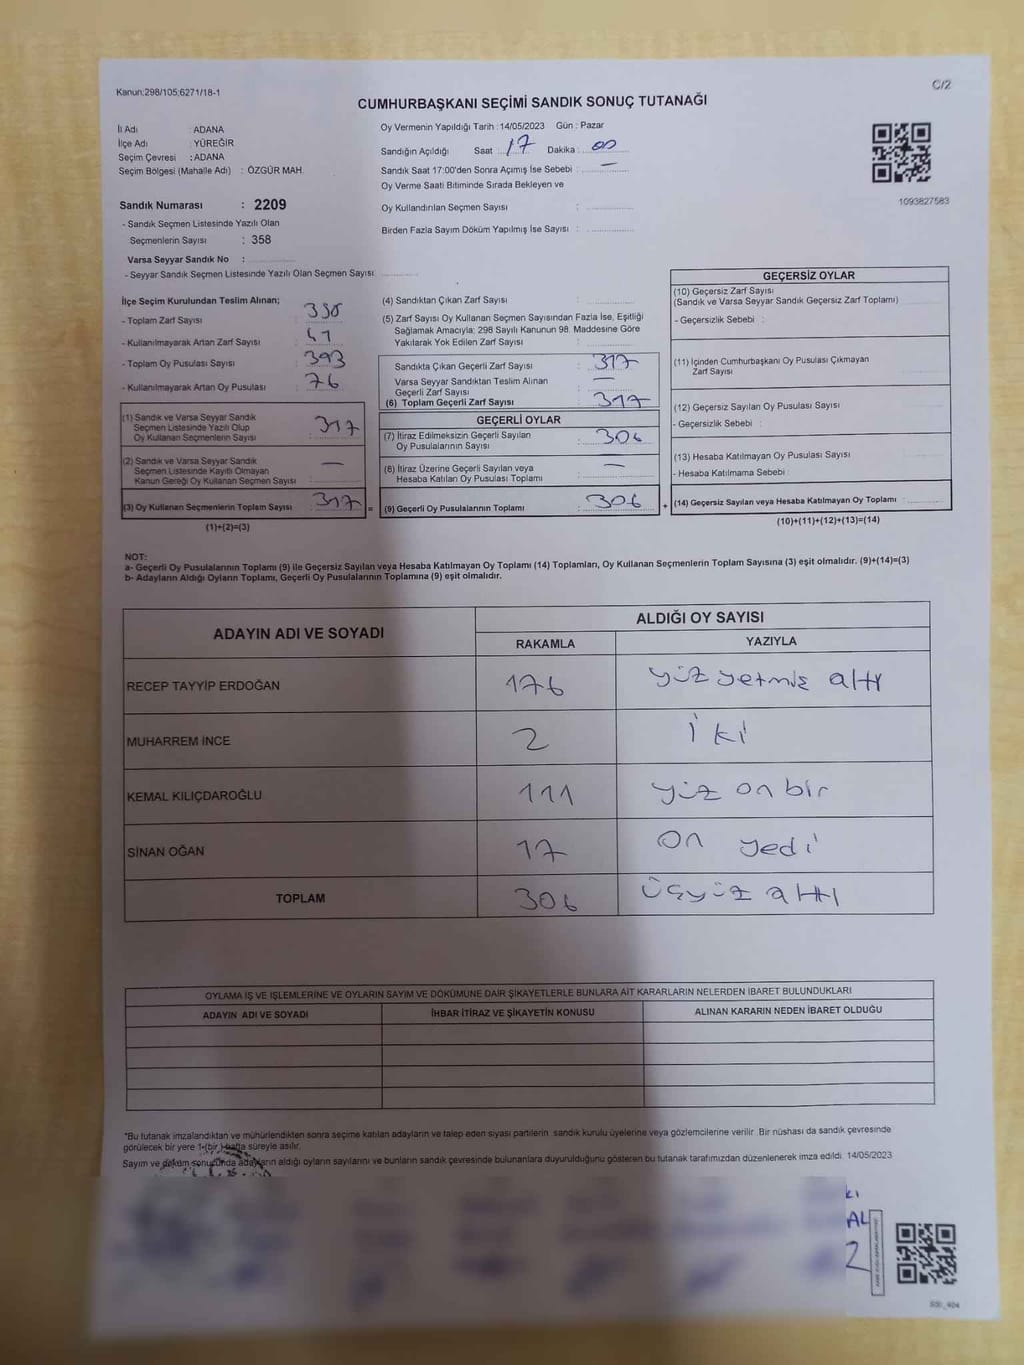 C/2
Kanun:298/105;6271/18-1
CUMHURBAŞKANI SEÇİMİ SANDIK SONUÇ TUTANAĞI
İl Adı : ADANA
İlçe Adı : YÜREĞİR
Seçim Çevresi : ADANA
Seçim Bölgesi (Mahalle Adı) : ÖZGÜR MAH.
Sandık Numarası : 2209
- Sandık Seçmen Listesinde Yazılı Olan
Seçmenlerin Sayısı : 358
Varsa Seyyar Sandık No :
- Seyyar Sandık Seçmen Listesinde Yazılı Olan Seçmen Sayısı:
Oy Vermenin Yapıldığı Tarih : 14/05/2023 Gün : Pazar
Sandığın Açıldığı Saat : 17 Dakika : 00
Sandık Saat 17:00'den Sonra Açımış İse Sebebi : —
Oy Verme Saati Bitiminde Sırada Bekleyen ve
Oy Kullandırılan Seçmen Sayısı :
Birden Fazla Sayım Döküm Yapılmış İse Sayısı :
1093827583
İlçe Seçim Kurulundan Teslim Alınan;
- Toplam Zarf Sayısı : 358
- Kullanılmayarak Artan Zarf Sayısı : 41
- Toplam Oy Pusulası Sayısı : 393
- Kullanılmayarak Artan Oy Pusulası : 76
(1) Sandık ve Varsa Seyyar Sandık
Seçmen Listesinde Yazılı Olup
Oy Kullanan Seçmenlerin Sayısı : 317
(2) Sandık ve Varsa Seyyar Sandık
Seçmen Listesinde Kayıtlı Olmayan
Kanun Gereği Oy Kullanan Seçmen Sayısı : —
(3) Oy Kullanan Seçmenlerin Toplam Sayısı : 317 =
(1)+(2)=(3)
(4) Sandıktan Çıkan Zarf Sayısı :
(5) Zarf Sayısı Oy Kullanan Seçmen Sayısından Fazla İse, Eşitliği
Sağlamak Amacıyla; 298 Sayılı Kanunun 98. Maddesine Göre
Yakılarak Yok Edilen Zarf Sayısı :
Sandıkta Çıkan Geçerli Zarf Sayısı : 317
Varsa Seyyar Sandıktan Teslim Alınan
Geçerli Zarf Sayısı : —
(6) Toplam Geçerli Zarf Sayısı : 317
GEÇERLİ OYLAR
(7) İtiraz Edilmeksizin Geçerli Sayılan
Oy Pusulalarının Sayısı : 306
(8) İtiraz Üzerine Geçerli Sayılan veya
Hesaba Katılan Oy Pusulası Toplamı : —
(9) Geçerli Oy Pusulalarının Toplamı : 306 +
GEÇERSİZ OYLAR
(10) Geçersiz Zarf Sayısı
(Sandık ve Varsa Seyyar Sandık Geçersiz Zarf Toplamı)
- Geçersizlik Sebebi :
(11) İçinden Cumhurbaşkanı Oy Pusulası Çıkmayan
Zarf Sayısı
(12) Geçersiz Sayılan Oy Pusulası Sayısı
- Geçersizlik Sebebi :
(13) Hesaba Katılmayan Oy Pusulası Sayısı
- Hesaba Katılmama Sebebi :
(14) Geçersiz Sayılan veya Hesaba Katılmayan Oy Toplamı :
(10)+(11)+(12)+(13)=(14)
NOT:
a- Geçerli Oy Pusulasının Toplamı (9) ile Geçersiz Sayılan veya Hesaba Katılmayan Oy Toplamı (14) Toplamları, Oy Kullanan Seçmenlerin Toplam Sayısına (3) eşit olmalıdır. (9)+(14)=(3)
b- Adayların Aldığı Oyların Toplamı, Geçerli Oy Pusulalarının Toplamına (9) eşit olmalıdır.
ADAYIN ADI VE SOYADI ALDIĞI OY SAYISI
RAKAMLA YAZIYLA
RECEP TAYYİP ERDOĞAN 176 yüz yetmiş altı
MUHARREM İNCE 2 iki
KEMAL KILIÇDAROĞLU 111 yüz on bir
SİNAN OĞAN 17 on yedi
TOPLAM 306 üçyüz altı
OYLAMA İŞ VE İŞLEMLERİNE VE OYLARIN SAYIM VE DÖKÜMÜNE DAİR ŞİKAYETLERLE BUNLARA AİT KARARLARIN NELERDEN İBARET BULUNDUKLARI
ADAYIN ADI VE SOYADI İHBAR İTİRAZ VE ŞİKAYETİN KONUSU ALINAN KARARIN NEDEN İBARET OLDUĞU
*Bu tutanak imzalandıktan ve mühürlendikten sonra seçime katılan adayların ve talep eden siyasi partilerin sandık kurulu üyelerine veya gözlemcilerine verilir. Bir nüshası da sandık çevresinde
görülecek bir yere 1-(bir ) hafta süreyle asılır.
Sayım ve döküm sonucunda adayların aldığı oyların sayılarını ve bunların sandık çevresinde bulunanlara duyurulduğunu gösteren bu tutanak tarafımızdan düzenlenerek imza edildi. 14/05/2023
AL
2